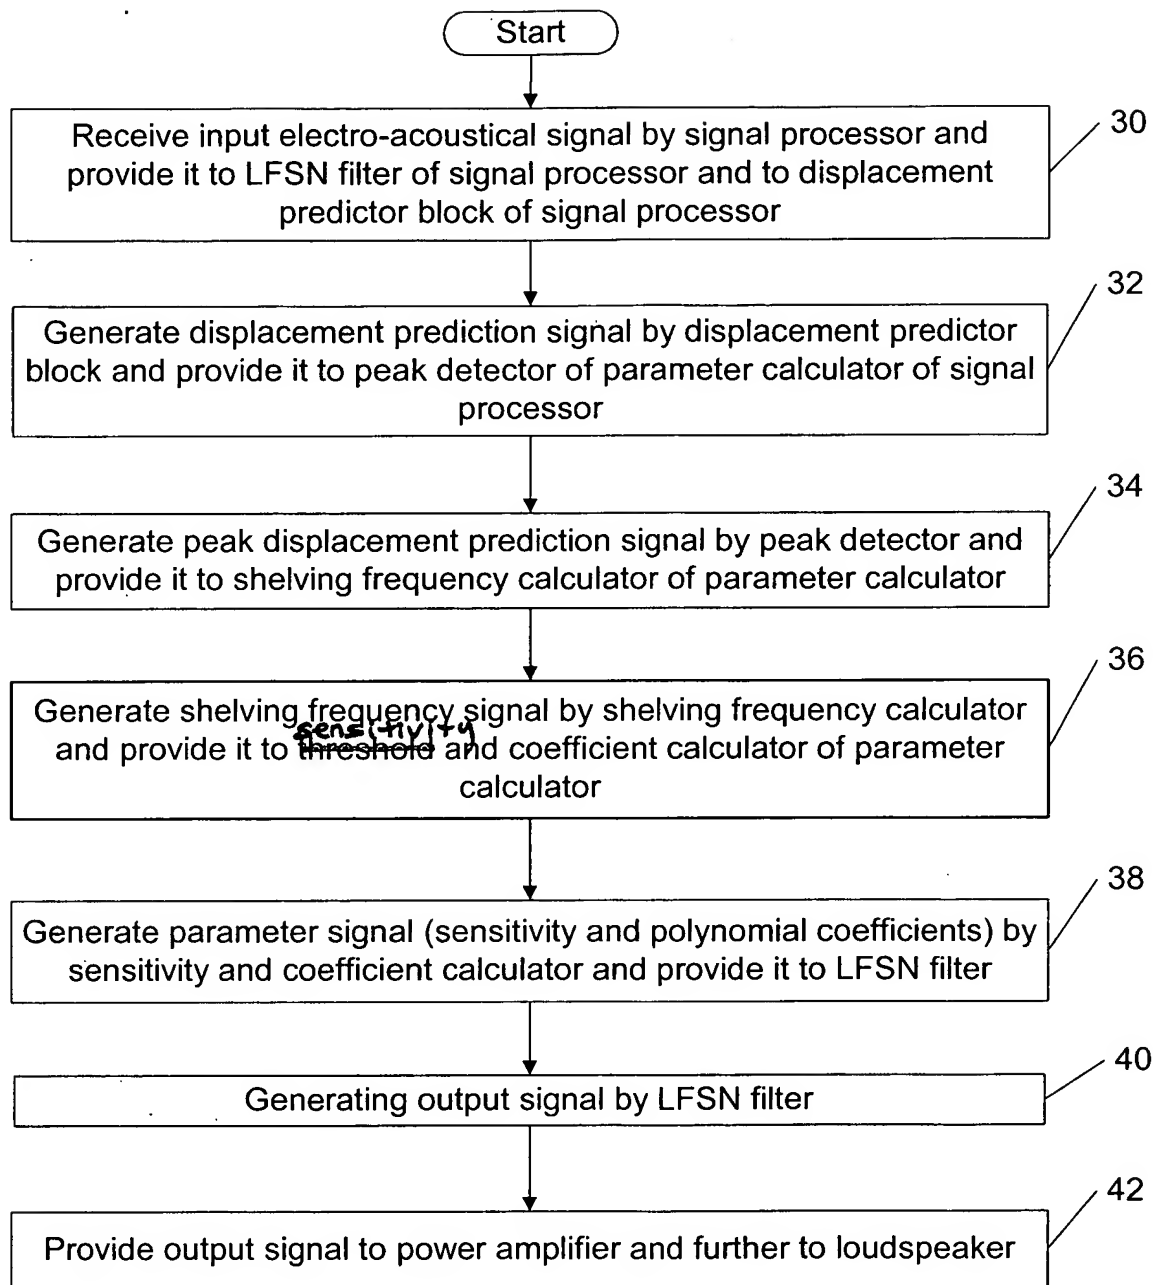 Start
Receive input electro-acoustical signal by signal processor and
provide it to LFSN filter of signal processor and to displacement
predictor block of signal processor
30
Generate displacement prediction signal by displacement predictor
block and provide it to peak detector of parameter calculator of signal
processor
32
Generate peak displacement prediction signal by peak detector and
provide it to shelving frequency calculator of parameter calculator
34
Generate shelving frequency signal by shelving frequency calculator
sensitivity
and provide it to threshold and coefficient calculator of parameter
calculator
36
Generate parameter signal (sensitivity and polynomial coefficients) by
sensitivity and coefficient calculator and provide it to LFSN filter
38
Generating output signal by LFSN filter
40
Provide output signal to power amplifier and further to loudspeaker
42